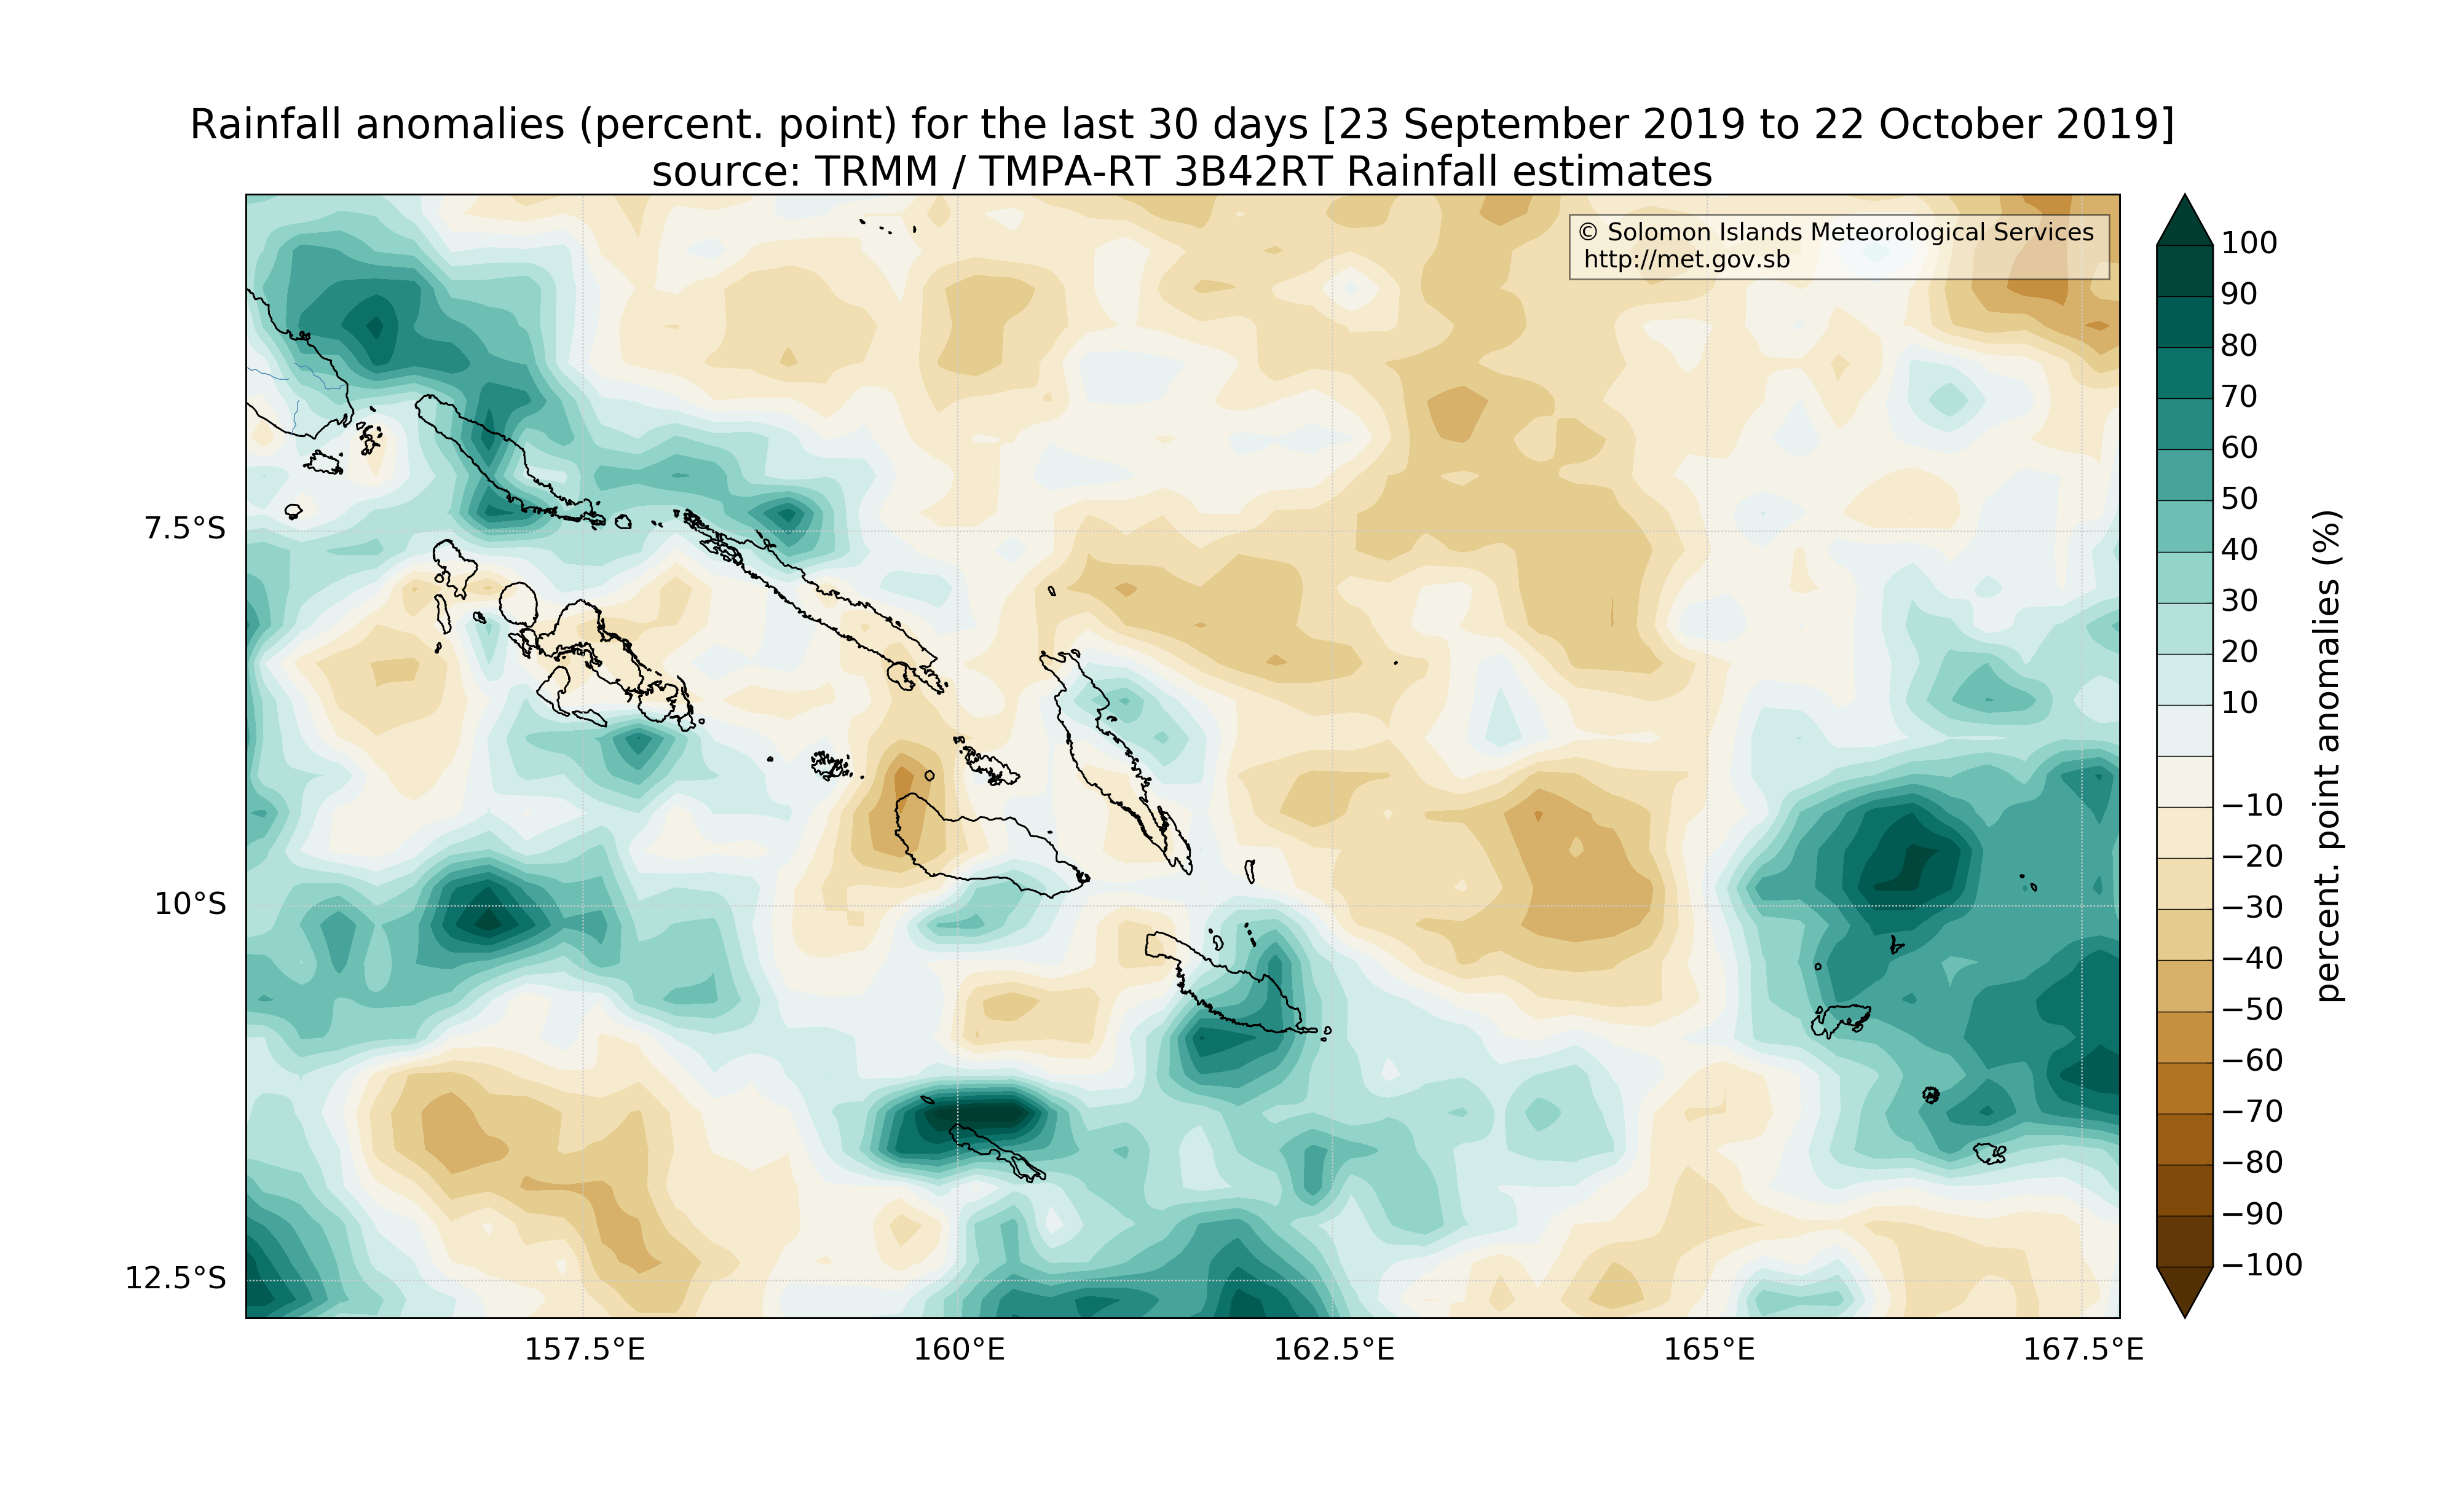 Rainfall anomalies (percent. point) for the last 30 days [23 September 2019 to 22 October 2019]
source: TRMM / TMPA-RT 3B42RT Rainfall estimates
© Solomon Islands Meteorological Services
http://met.gov.sb
7.5°S
10°S
12.5°S
157.5°E
160°E
162.5°E
165°E
167.5°E
100
90
80
70
60
50
40
30
20
10
−10
−20
−30
−40
−50
−60
−70
−80
−90
−100
percent. point anomalies (%)